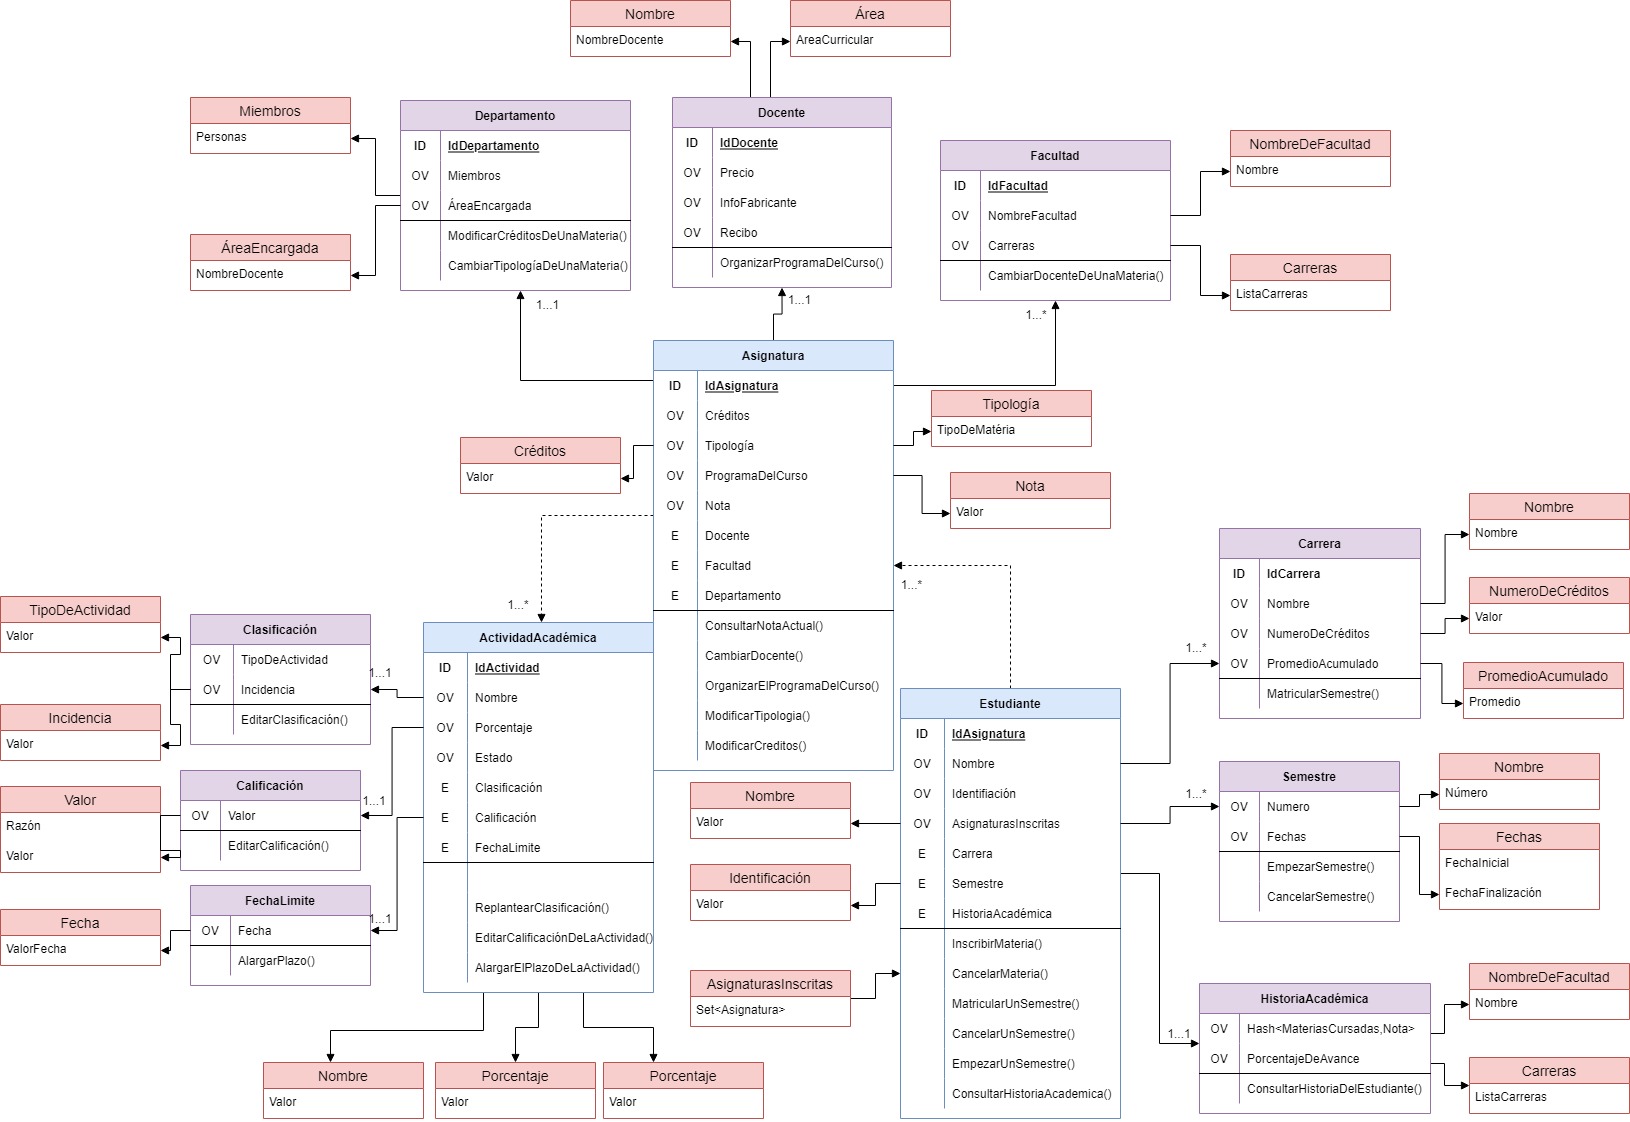 Nombre
NombreDocente
Área
AreaCurricular
Miembros
Personas
ÁreaEncargada
NombreDocente
Departamento
ID IdDepartamento
OV Miembros
OV ÁreaEncargada
ModificarCréditosDeUnaMateria()
CambiarTipologíaDeUnaMateria()
1...1
Docente
ID IdDocente
OV Precio
OV InfoFabricante
OV Recibo
OrganizarProgramaDelCurso()
1...1
Facultad
ID IdFacultad
OV NombreFacultad
OV Carreras
CambiarDocenteDeUnaMateria()
1...*
NombreDeFacultad
Nombre
Carreras
ListaCarreras
Asignatura
ID IdAsignatura
OV Créditos
OV Tipología
OV ProgramaDelCurso
OV Nota
E Docente
E Facultad
E Departamento
ConsultarNotaActual()
CambiarDocente()
OrganizarElProgramaDelCurso()
ModificarTipologia()
ModificarCreditos()
Créditos
Valor
Tipología
TipoDeMatéria
Nota
Valor
1...*
1...*
TipoDeActividad
Valor
Incidencia
Valor
Clasificación
OV TipoDeActividad
OV Incidencia
EditarClasificación()
1...1
Valor
Razón
Valor
Calificación
OV Valor
EditarCalificación()
1...1
Fecha
ValorFecha
FechaLimite
OV Fecha
AlargarPlazo()
1...1
ActividadAcadémica
ID IdActividad
OV Nombre
OV Porcentaje
OV Estado
E Clasificación
E Calificación
E FechaLimite
ReplantearClasificación()
EditarCalificaciónDeLaActividad()
AlargarElPlazoDeLaActividad()
Nombre
Valor
Porcentaje
Valor
Porcentaje
Valor
Nombre
Valor
Identificación
Valor
AsignaturasInscritas
Set<Asignatura>
Estudiante
ID IdAsignatura
OV Nombre
OV Identifiación
OV AsignaturasInscritas
E Carrera
E Semestre
E HistoriaAcadémica
InscribirMateria()
CancelarMateria()
MatricularUnSemestre()
CancelarUnSemestre()
EmpezarUnSemestre()
ConsultarHistoriaAcademica()
1...*
Carrera
ID IdCarrera
OV Nombre
OV NumeroDeCréditos
OV PromedioAcumulado
MatricularSemestre()
Nombre
Nombre
NumeroDeCréditos
Valor
PromedioAcumulado
Promedio
1...*
Semestre
OV Numero
OV Fechas
EmpezarSemestre()
CancelarSemestre()
Nombre
Número
Fechas
FechaInicial
FechaFinalización
1...1
HistoriaAcadémica
OV Hash<MateriasCursadas,Nota>
OV PorcentajeDeAvance
ConsultarHistoriaDelEstudiante()
NombreDeFacultad
Nombre
Carreras
ListaCarreras